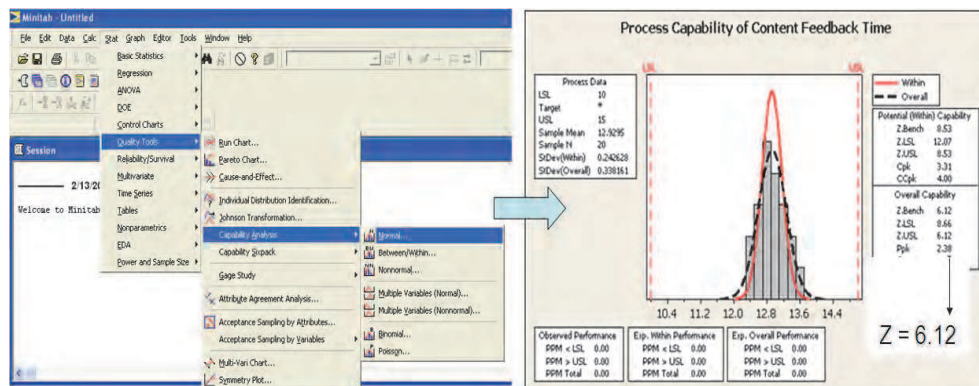 Minitab - Untitled
File Edit Data Calc Stat Graph Editor Tools Window Help
Basic Statistics
Regression
ANOVA
DOE
Control Charts
Quality Tools
Reliability/Survival
Multivariate
Time Series
Tables
Nonparametrics
EDA
Power and Sample Size
Session
2/13/20
Welcome to Minitab
Run Chart...
Pareto Chart...
Cause-and-Effect...
Individual Distribution Identification...
Johnson Transformation...
Capability Analysis
Capability Sixpack
Gage Study
Attribute Agreement Analysis...
Acceptance Sampling by Attributes...
Acceptance Sampling by Variables
Multi-Vari Chart...
Symmetry Plot...
Normal...
Between/Within...
Nonnormal...
Multiple Variables (Normal)...
Multiple Variables (Nonnormal)...
Binomial...
Poisson...
Process Capability of Content Feedback Time
LSL
USL
Process Data
LSL 10
Target *
USL 15
Sample Mean 12.9295
Sample N 20
StDev(Within) 0.242628
StDev(Overall) 0.338161
Within
Overall
Potential (Within) Capability
Z.Bench 8.53
Z.LSL 12.07
Z.USL 8.53
Cpk 3.31
CCpk 4.00
Overall Capability
Z.Bench 6.12
Z.LSL 8.66
Z.USL 6.12
Ppk 2.38
10.4 11.2 12.0 12.8 13.6 14.4
Z = 6.12
Observed Performance
PPM < LSL 0.00
PPM > USL 0.00
PPM Total 0.00
Exp. Within Performance
PPM < LSL 0.00
PPM > USL 0.00
PPM Total 0.00
Exp. Overall Performance
PPM < LSL 0.00
PPM > USL 0.00
PPM Total 0.00